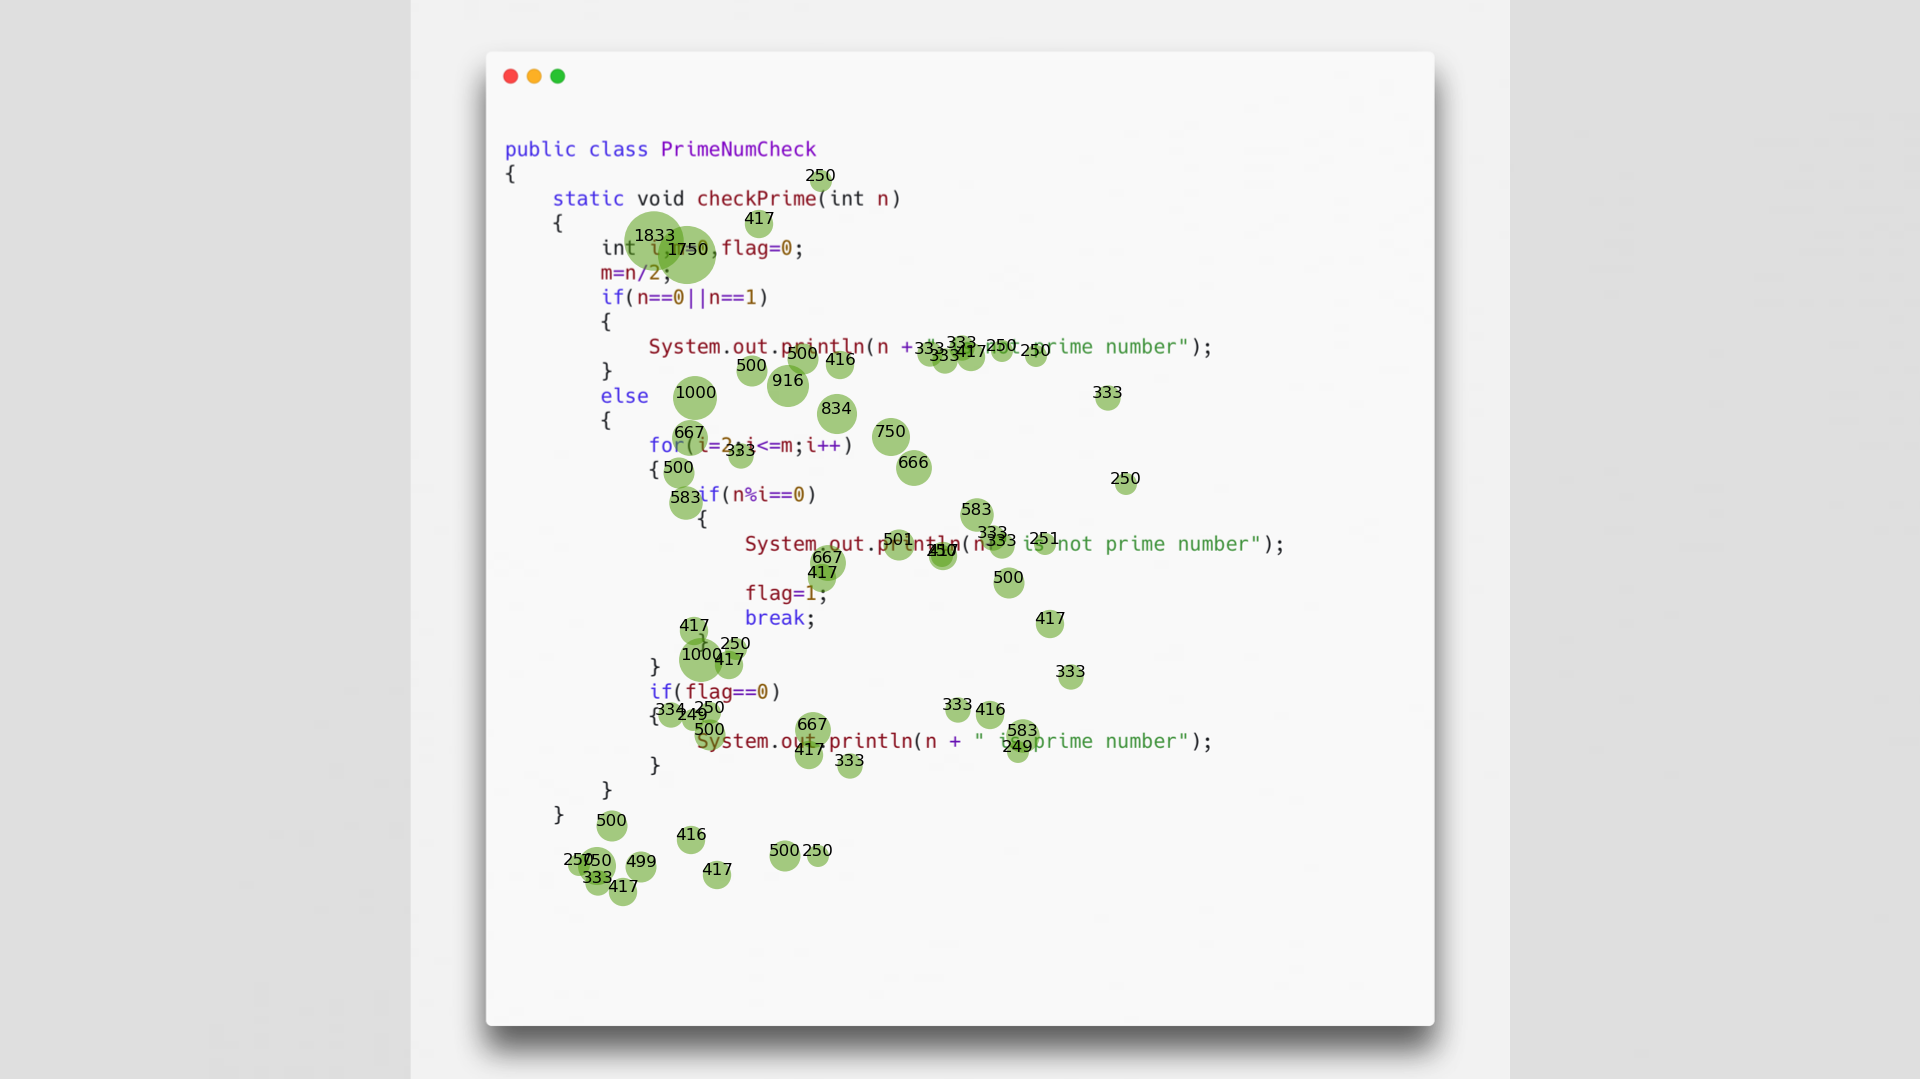 public class PrimeNumCheck
{
250
static void checkPrime(int n)
{
417
1833
1750
int i flag=0;
m=n/2;
if(n==0||n==1)
{
System.out.println(n + prime number");
333 333 333 417 250 250
500 500 416
}
916
1000
else
333
834
{
667 750
for(i=2;i<=m;i++)
333
666
{
500
250
583
if(n%i==0)
583
{
System.out.println(n is not prime number");
501 417 333 333 251
667
417
500
flag=1;
break;
417
417
}
250
1000 417
}
333
if(flag==0)
{
334 249 250
333 416
500
667
583
System.out.println(n + " is prime number");
417
249
333
}
}
}
500
416
250 750 499
500 250
333
417
417